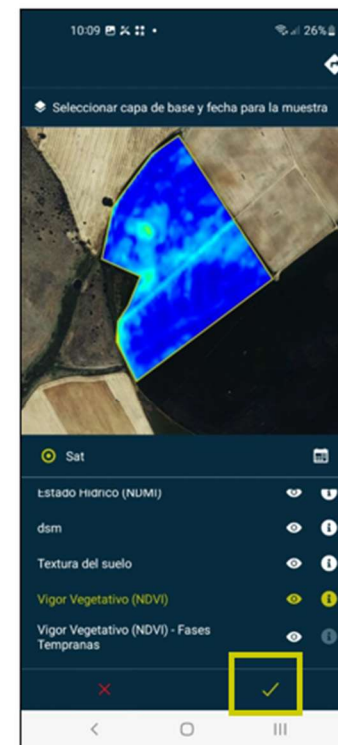 10:09
26%
Seleccionar capa de base y fecha para la muestra
Sat
Estado Hídrico (NDMI)
dsm
Textura del suelo
Vigor Vegetativo (NDVI)
Vigor Vegetativo (NDVI) - Fases
Tempranas